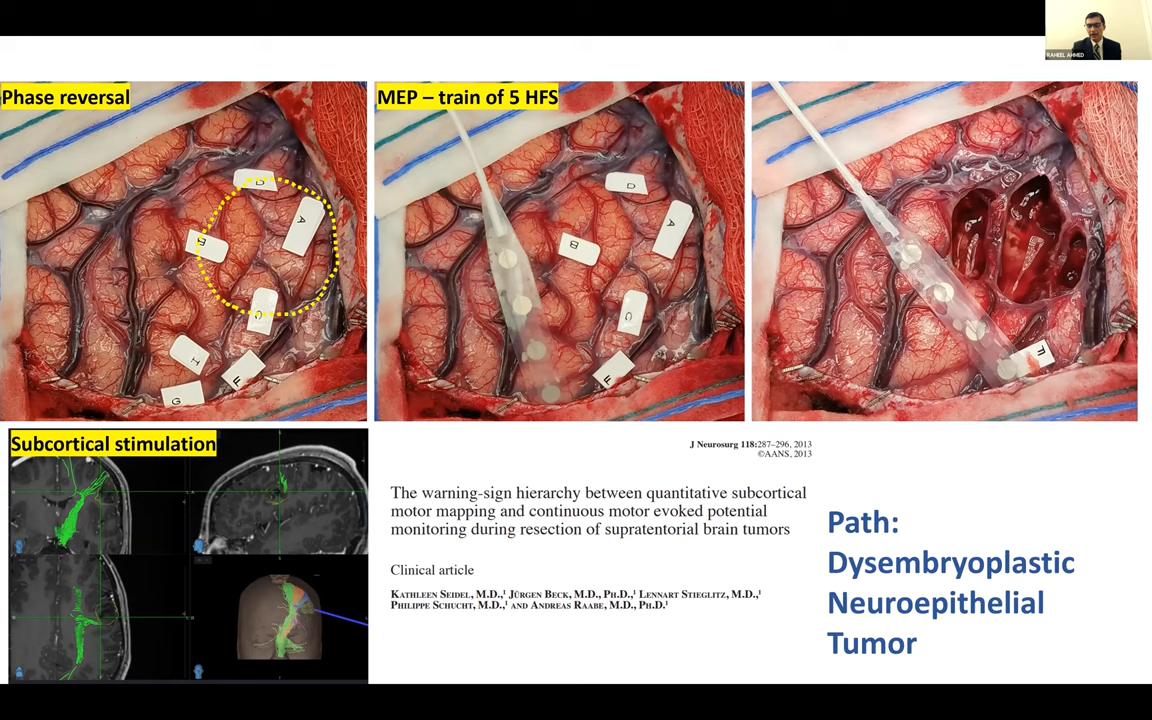 RAHEEL AHMED
Phase reversal
MEP – train of 5 HFS
D
A
B
C
H
F
G
D
A
B
C
F
F
Subcortical stimulation
J Neurosurg 118:287–296, 2013
©AANS, 2013
The warning-sign hierarchy between quantitative subcortical
motor mapping and continuous motor evoked potential
monitoring during resection of supratentorial brain tumors
Clinical article
Kathleen Seidel, M.D.,¹ Jürgen Beck, M.D., Ph.D.,¹ Lennart Stieglitz, M.D.,¹
Philippe Schucht, M.D.,¹ and Andreas Raabe, M.D., Ph.D.¹
Path:
Dysembryoplastic
Neuroepithelial
Tumor